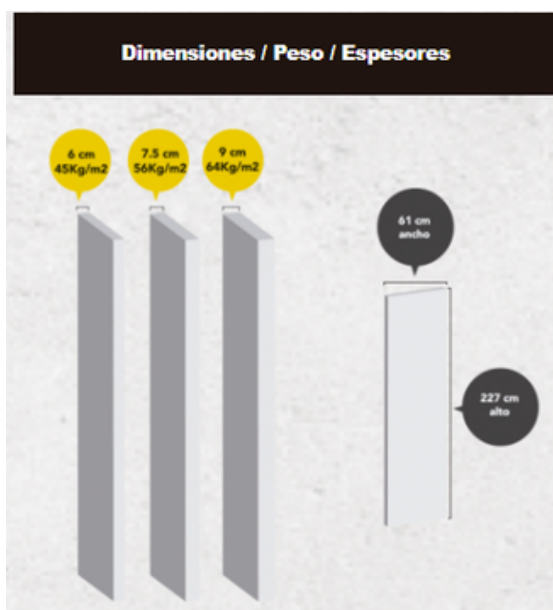 Dimensiones / Peso / Espesores
6 cm
45Kg/m2
7.5 cm
56Kg/m2
9 cm
64Kg/m2
61 cm
ancho
227 cm
alto